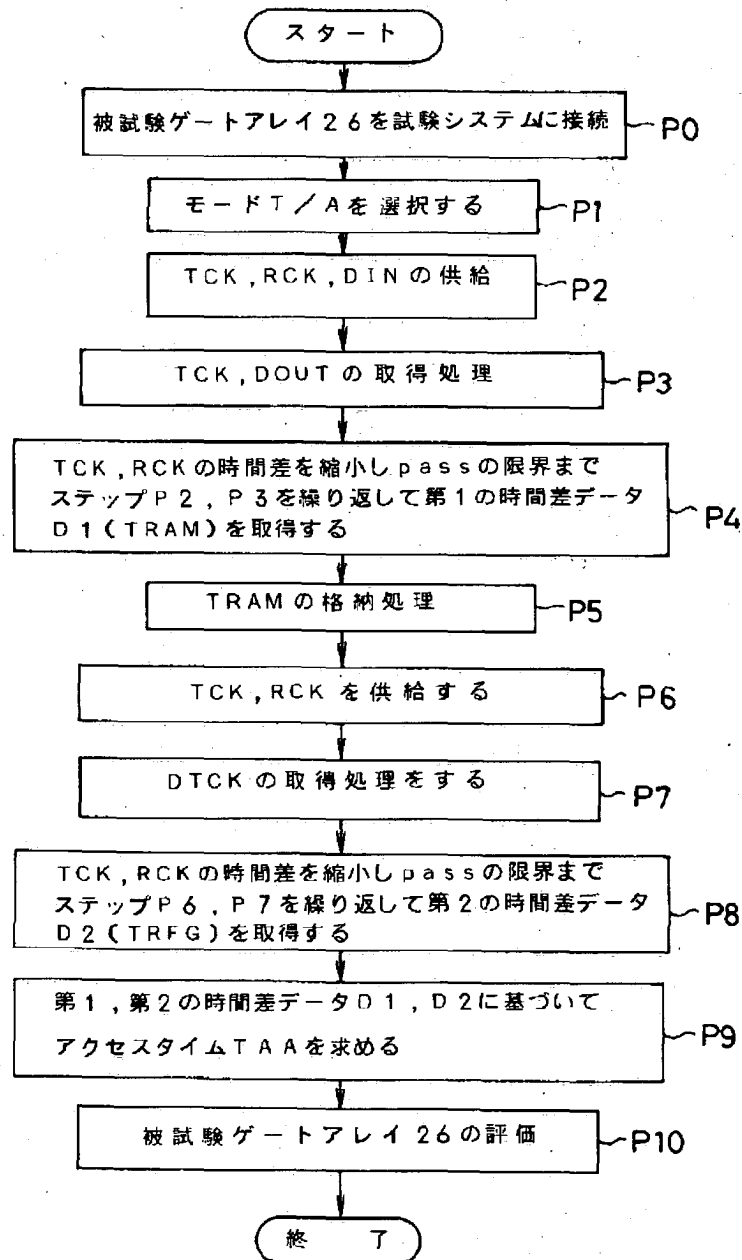 スタート
被試験ゲートアレイ26を試験システムに接続 P0
モードT/Aを選択する P1
TCK,RCK,DINの供給 P2
TCK,DOUTの取得処理 P3
TCK,RCKの時間差を縮小しpassの限界まで
ステップP2,P3を繰り返して第1の時間差データ
D1(TRAM)を取得する P4
TRAMの格納処理 P5
TCK,RCKを供給する P6
DTCKの取得処理をする P7
TCK,RCKの時間差を縮小しpassの限界まで
ステップP6,P7を繰り返して第2の時間差データ
D2(TRFG)を取得する P8
第1,第2の時間差データD1,D2に基づいて
アクセスタイムTAAを求める P9
被試験ゲートアレイ26の評価 P10
終 了